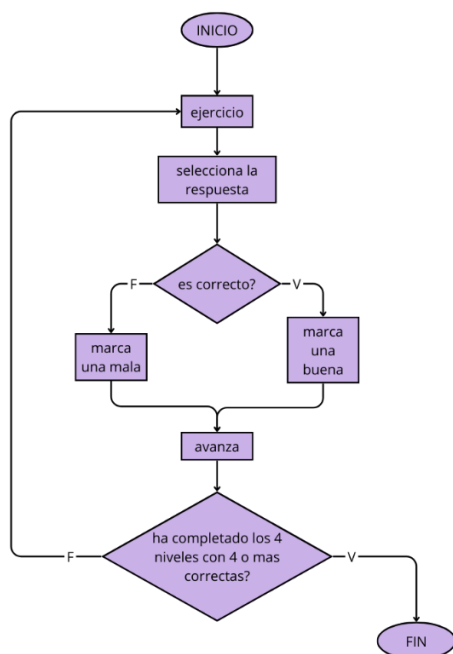 INICIO
ejercicio
selecciona la
respuesta
es correcto?
F
V
marca
una mala
marca
una
buena
avanza
ha completado los 4
niveles con 4 o mas
correctas?
F
V
FIN